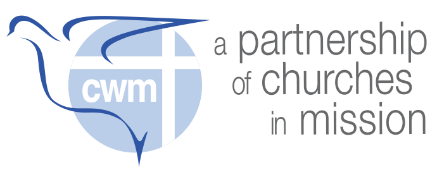 cwm
a partnership
of churches
in mission